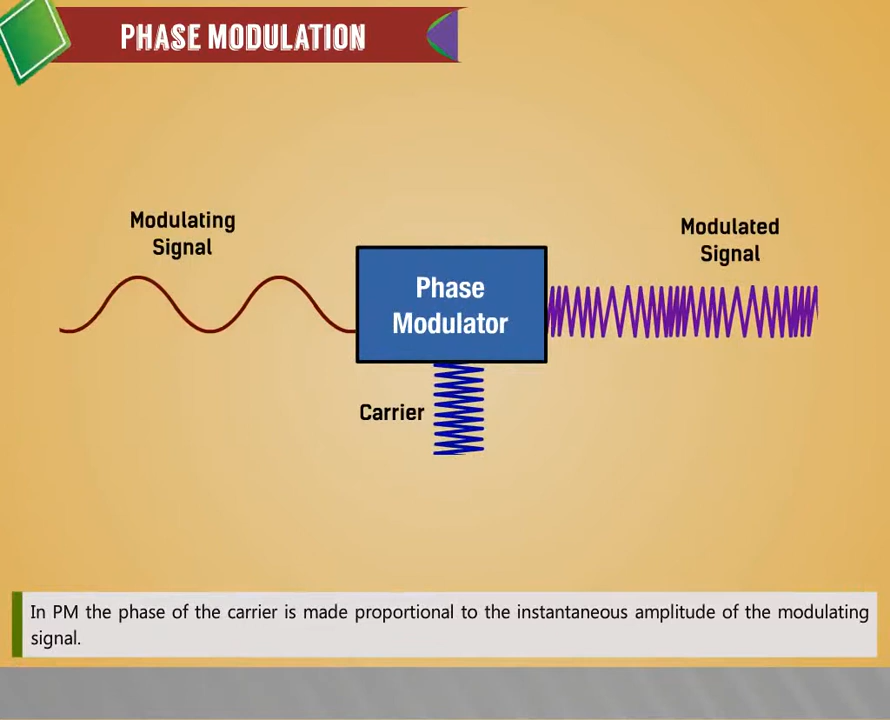 PHASE MODULATION
Modulating
Signal
Modulated
Signal
Phase
Modulator
Carrier
In PM the phase of the carrier is made proportional to the instantaneous amplitude of the modulating
signal.